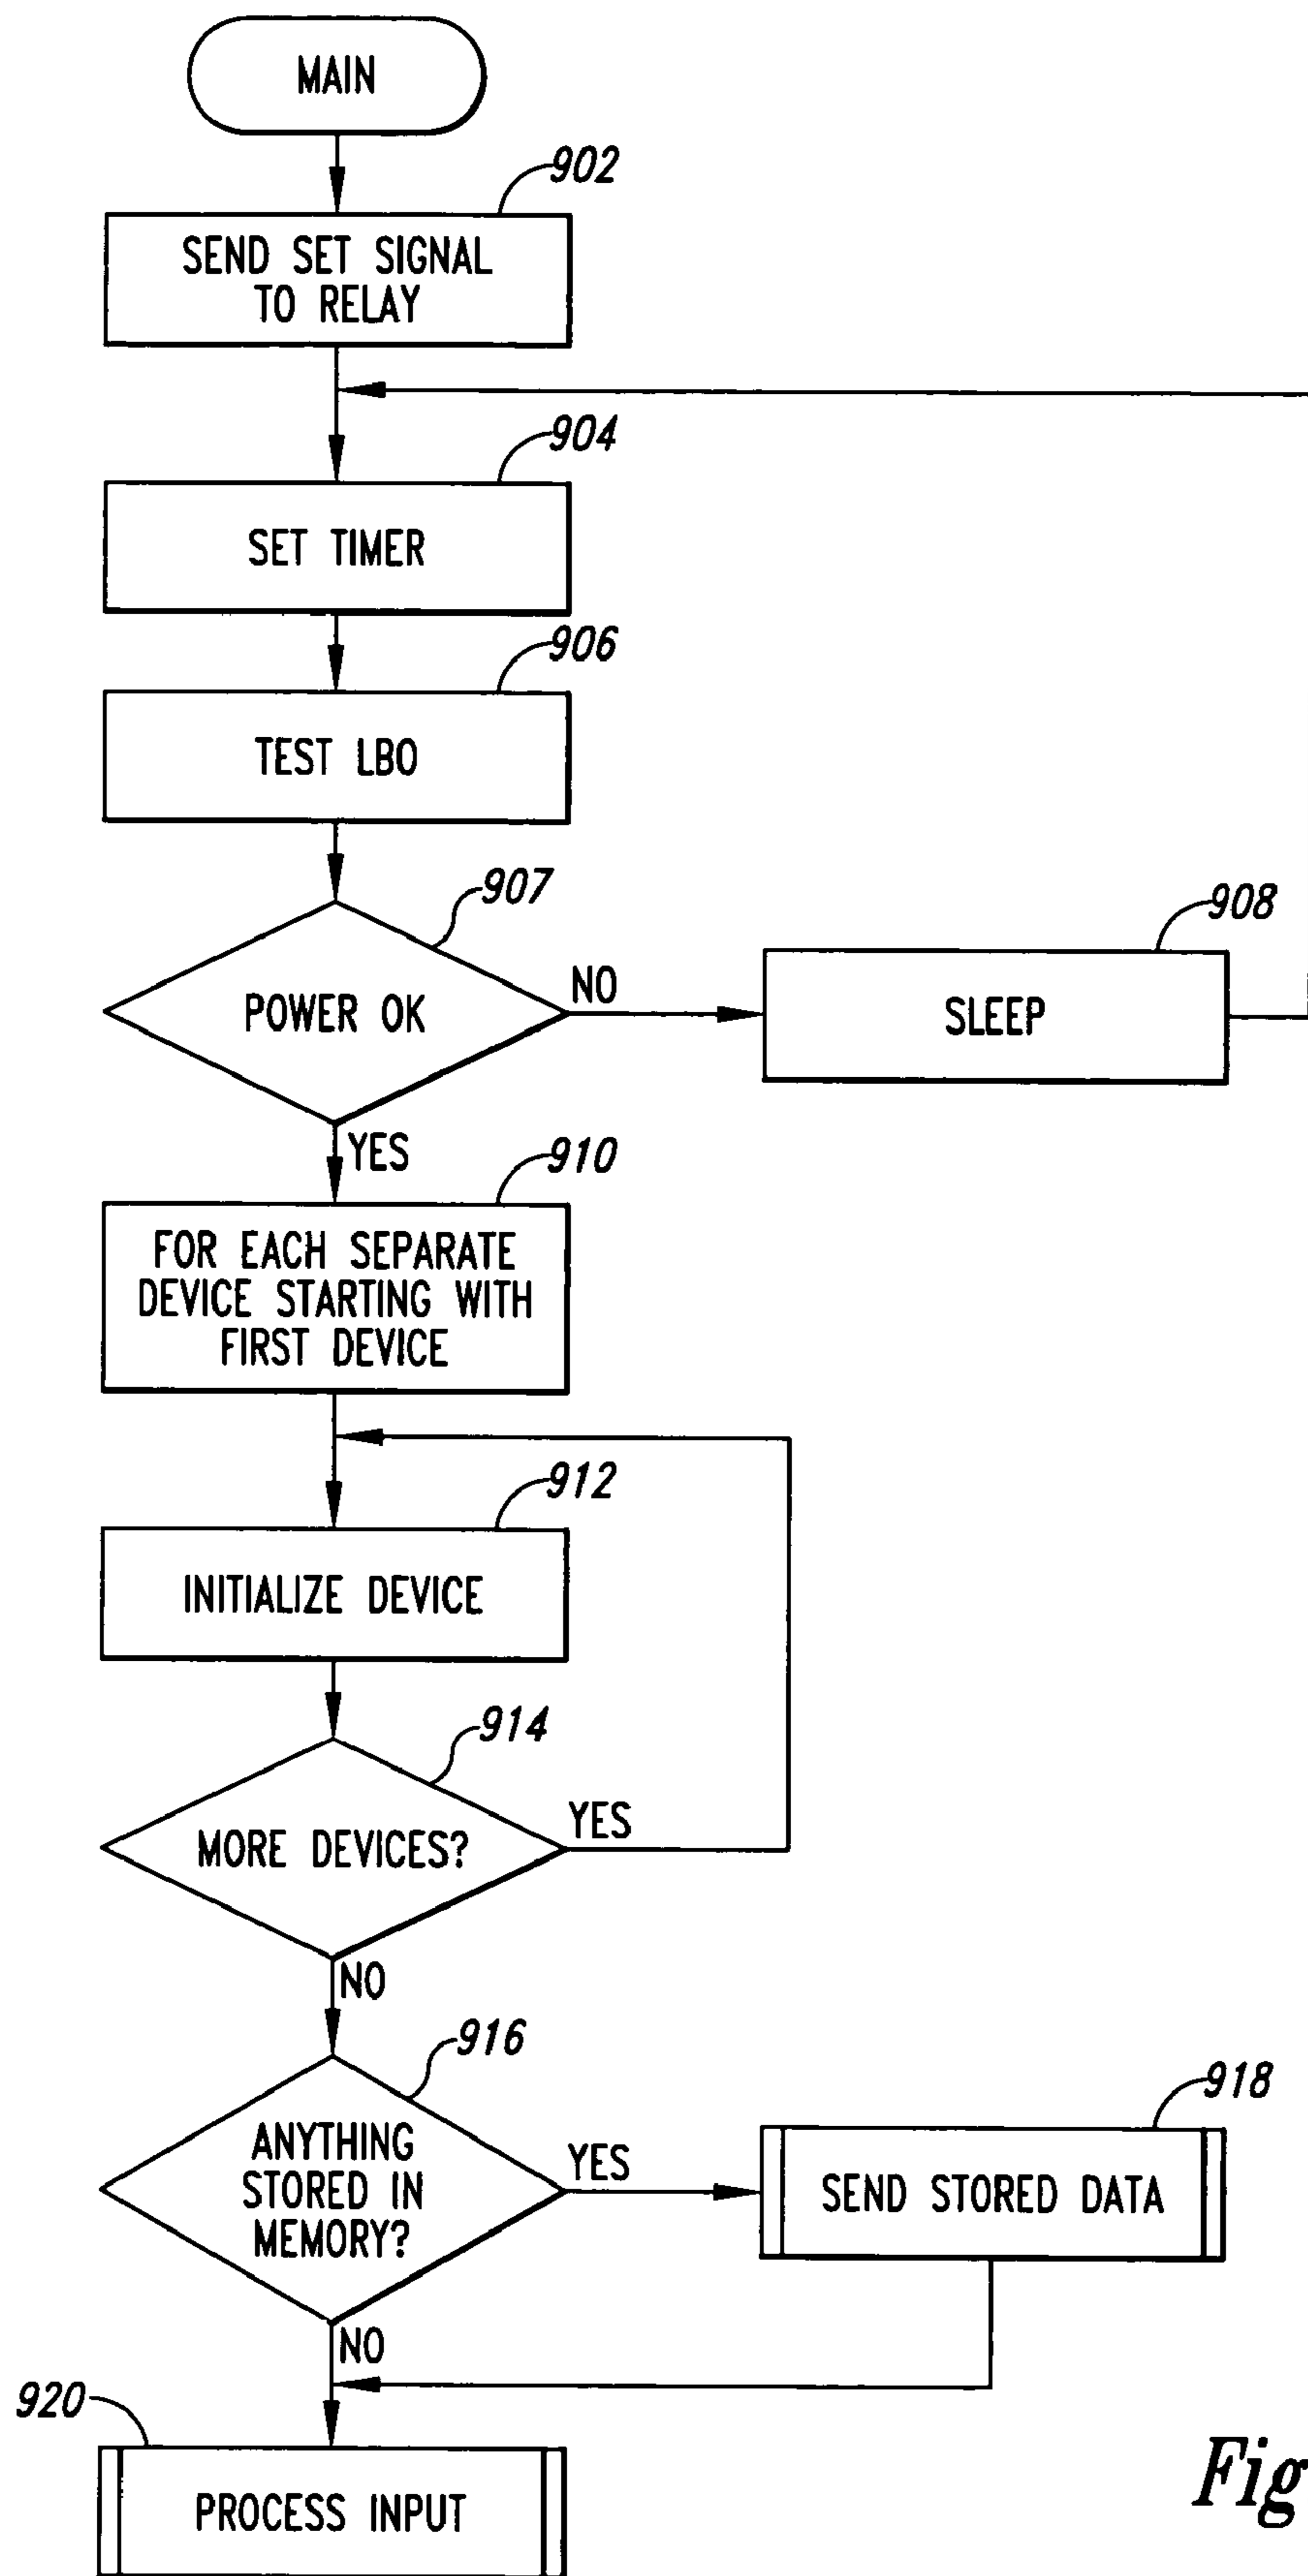 MAIN
902
SEND SET SIGNAL
TO RELAY
904
SET TIMER
906
TEST LBO
907
POWER OK
NO
908
SLEEP
YES
910
FOR EACH SEPARATE
DEVICE STARTING WITH
FIRST DEVICE
912
INITIALIZE DEVICE
914
MORE DEVICES?
YES
NO
916
ANYTHING
STORED IN
MEMORY?
YES
918
SEND STORED DATA
NO
920
PROCESS INPUT
Fig